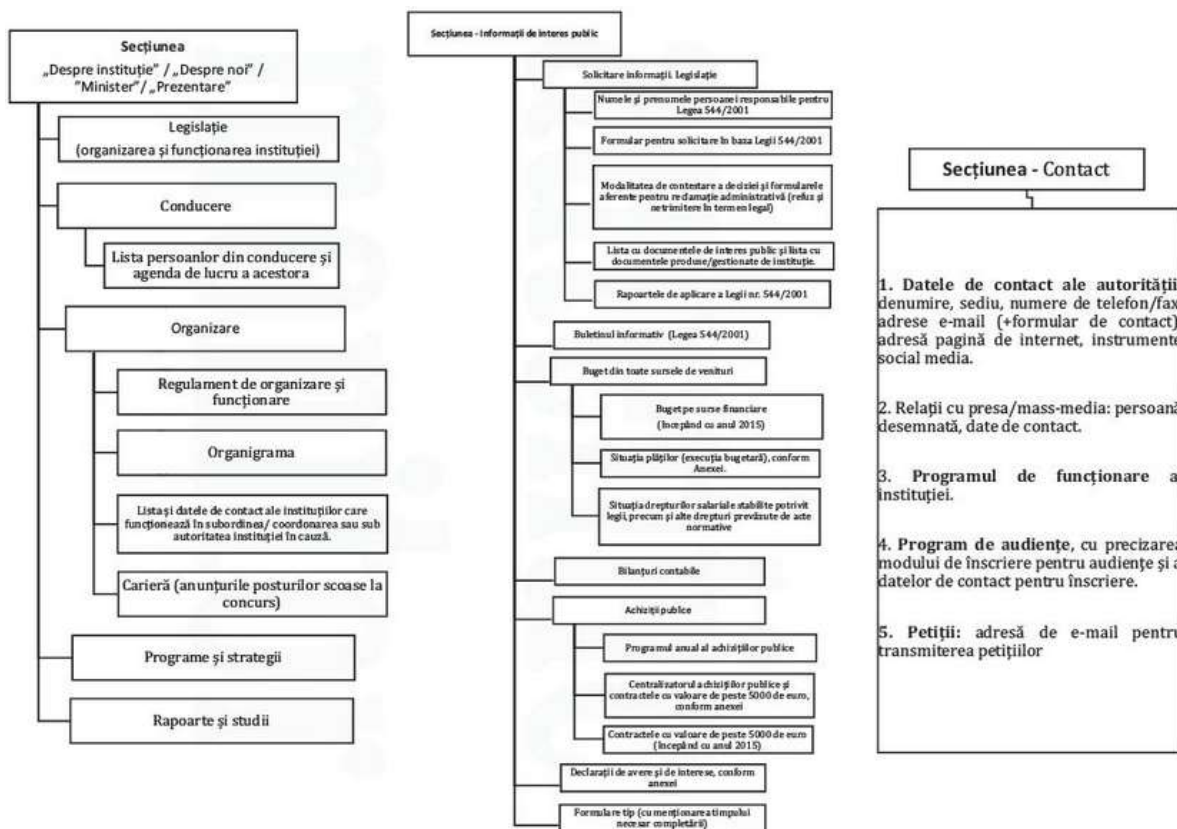 Secțiunea
„Despre instituție” / „Despre noi” /
”Minister”/ „Prezentare”
Legislație
(organizarea și funcționarea instituției)
Conducere
Lista persoanlor din conducere și
agenda de lucru a acestora
Organizare
Regulament de organizare și
funcționare
Organigrama
Lista și datele de contact ale instituțiilor care
funcționează în subordinea/ coordonarea sau sub
autoritatea instituției în cauză.
Carieră (anunțurile posturilor scoase la
concurs)
Programe și strategii
Rapoarte și studii
Secțiunea - Informații de interes public
Solicitare informații. Legislație
Numele și prenumele persoanei responsabile pentru
Legea 544/2001
Formular pentru solicitare în baza Legii 544/2001
Modalitatea de contestare a deciziei și formularele
aferente pentru reclamație administrativă (refuz și
netrimitere în termen legal)
Lista cu documentele de interes public și lista cu
documentele produse/gestionate de instituție.
Rapoartele de aplicare a Legii nr. 544/2001
Buletinul informativ (Legea 544/2001)
Buget din toate sursele de venituri
Buget pe surse financiare
(începând cu anul 2015)
Situația plăților (execuția bugetară), conform
Anexei.
Situația drepturilor salariale stabilite potrivit
legii, precum și alte drepturi prevăzute de acte
normative
Bilanțuri contabile
Achiziții publice
Programul anual al achizițiilor publice
Centralizatorul achizițiilor publice și
contractele cu valoare de peste 5000 de euro,
conform anexei
Contractele cu valoare de peste 5000 de euro
(începând cu anul 2015)
Declarații de avere și de interese, conform
anexei
Formulare tip (cu menționarea timpului
necesar completării)
Secțiunea - Contact
1. Datele de contact ale autorității
denumire, sediu, numere de telefon/fax
adrese e-mail (+formular de contact)
adresă pagină de internet, instrumente
social media.
2. Relații cu presa/mass-media: persoană
desemnată, date de contact.
3. Programul de funcționare a
instituției.
4. Program de audiențe, cu precizarea
modului de înscriere pentru audiențe și a
datelor de contact pentru înscriere.
5. Petiții: adresă de e-mail pentru
transmiterea petițiilor